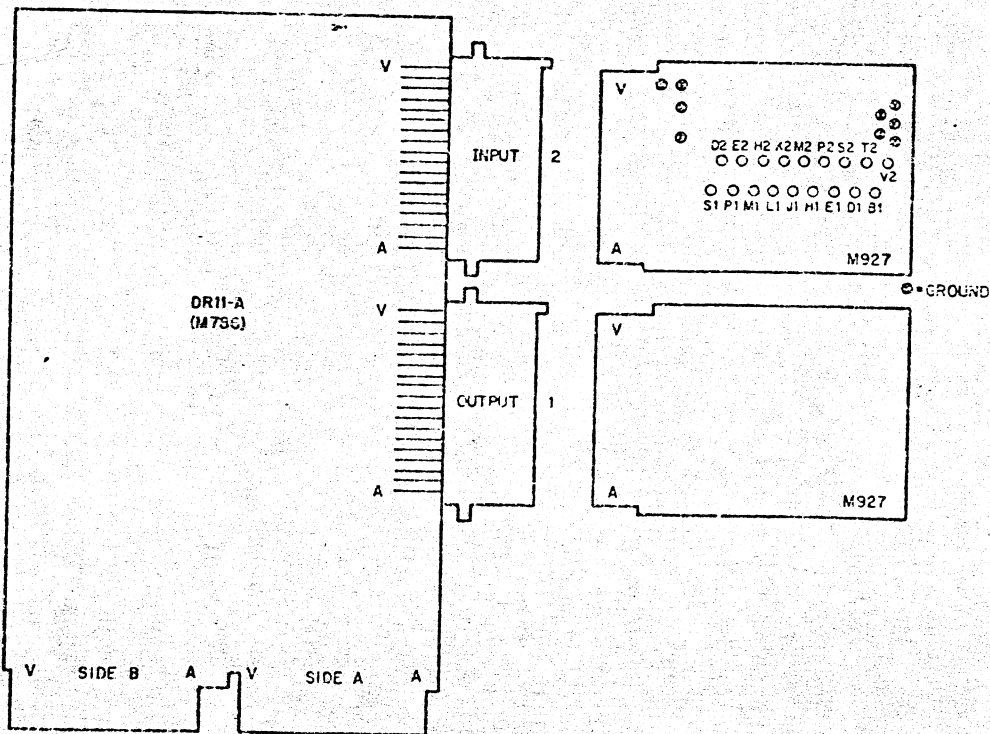 V
INPUT 2
A
V
D2 E2 H2 K2 M2 P2 S2 T2
V2
S1 P1 M1 L1 J1 H1 E1 D1 B1
A
M927
= GROUND
DR11-A
(M786)
V
OUTPUT 1
A
V
A
M927
V SIDE B A V SIDE A A